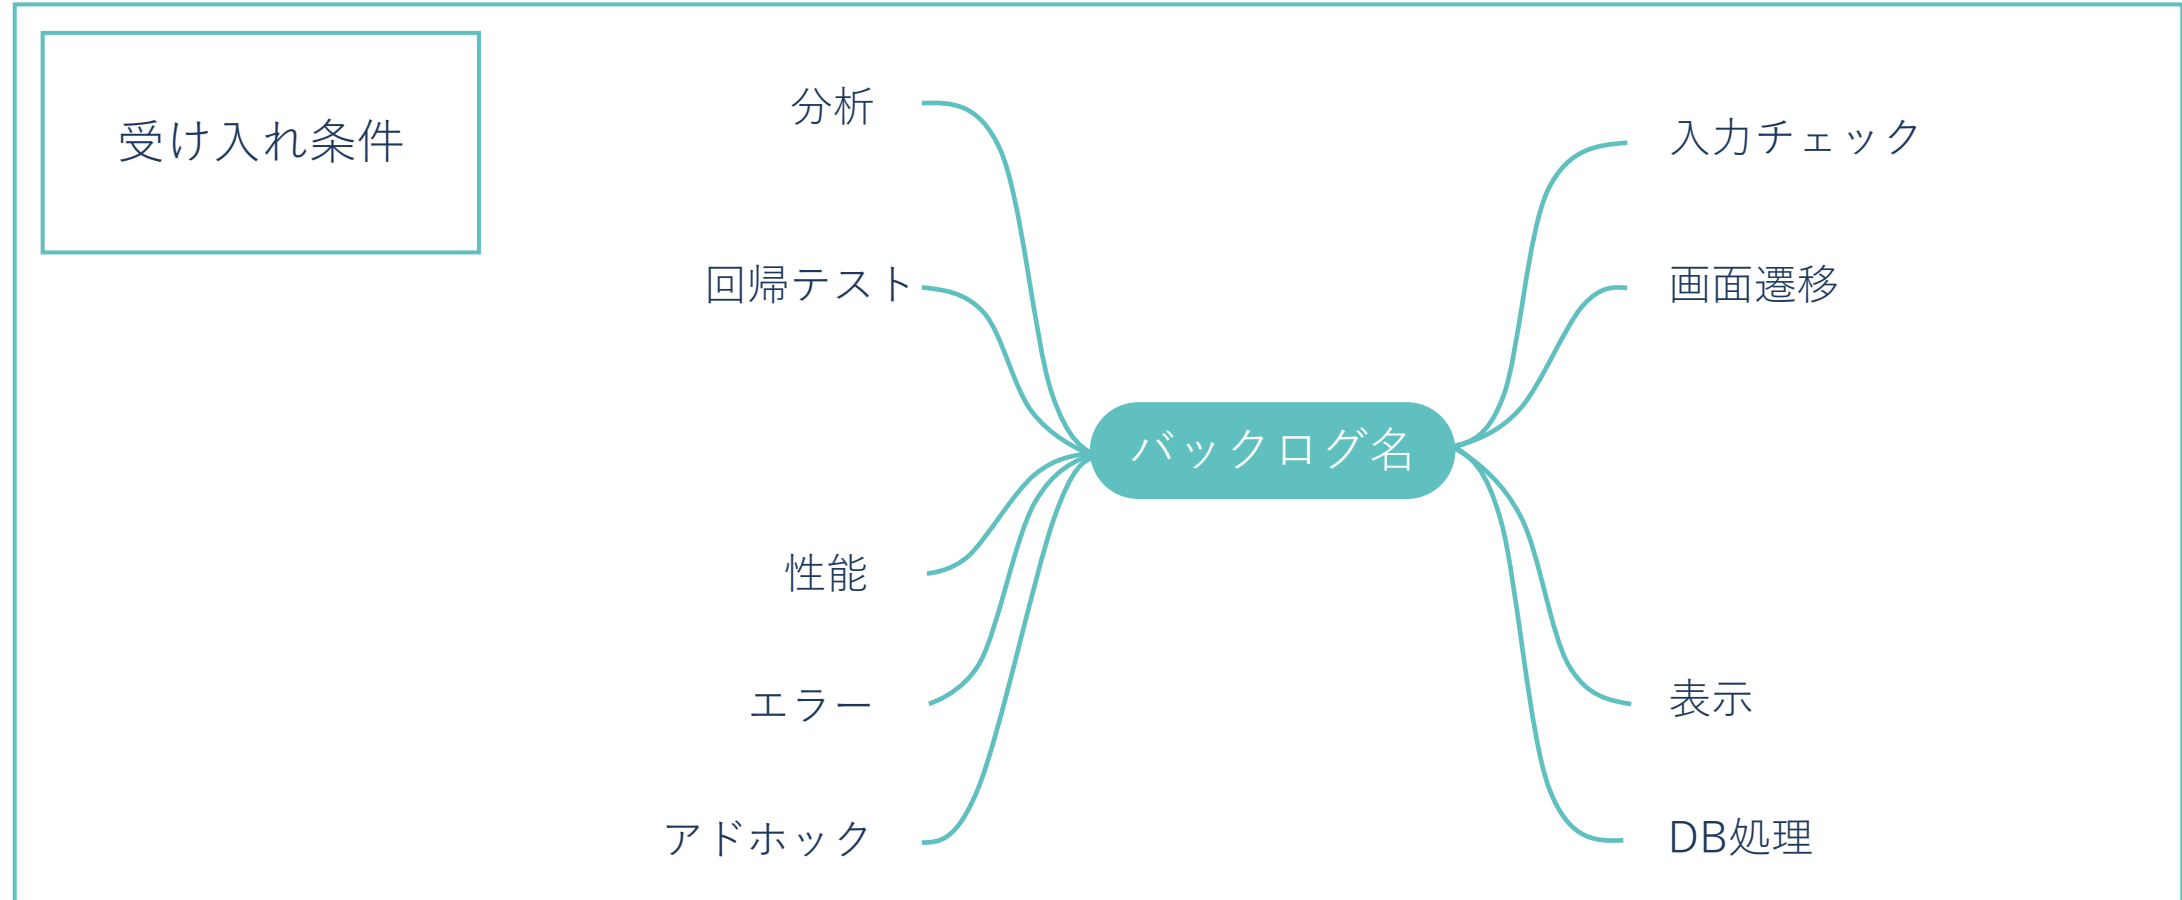 受け入れ条件
分析
回帰テスト
性能
エラー
アドホック
バックログ名
入力チェック
画面遷移
表示
DB処理